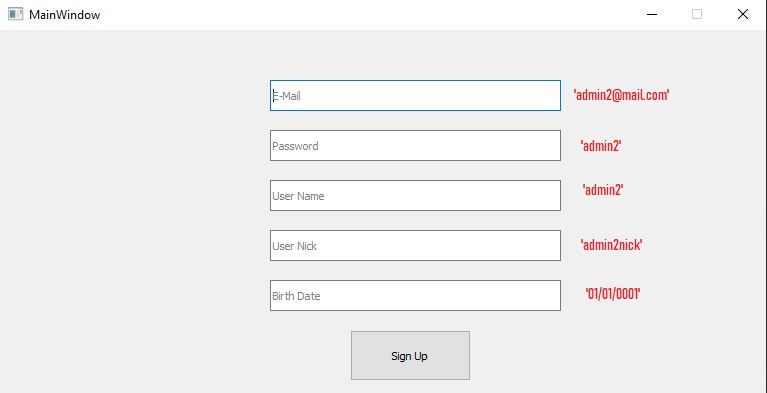 MainWindow
E-Mail 'admin2@mail.com'
Password 'admin2'
User Name 'admin2'
User Nick 'admin2nick'
Birth Date '01/01/0001'
Sign Up